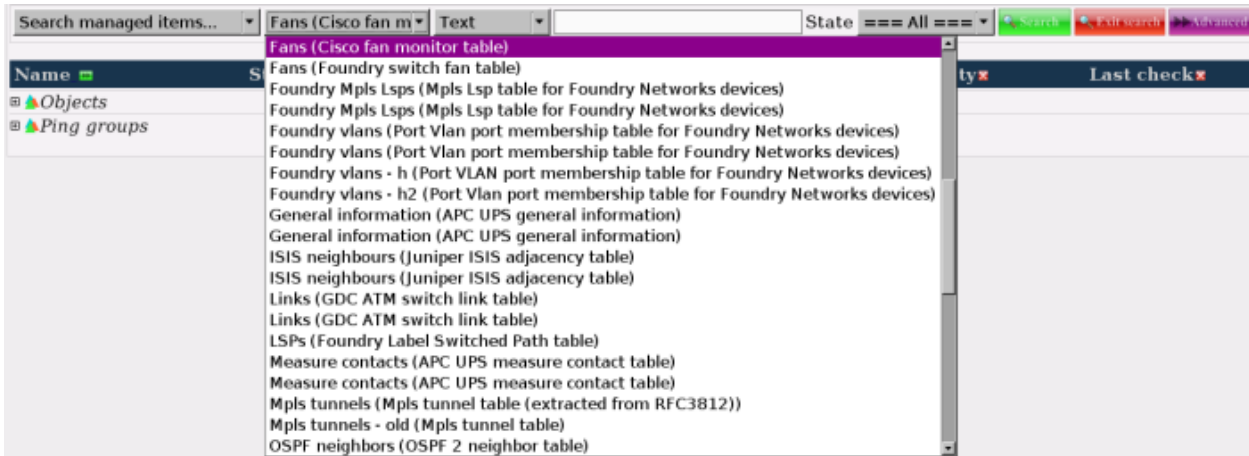 Search managed items... Fans (Cisco fan m Text State === All === Search Exit search Advanced
Fans (Cisco fan monitor table)
Name S ty Last check
Fans (Foundry switch fan table)
Objects
Foundry Mpls Lsps (Mpls Lsp table for Foundry Networks devices)
Foundry Mpls Lsps (Mpls Lsp table for Foundry Networks devices)
Ping groups
Foundry vlans (Port Vlan port membership table for Foundry Networks devices)
Foundry vlans (Port Vlan port membership table for Foundry Networks devices)
Foundry vlans - h (Port VLAN port membership table for Foundry Networks devices)
Foundry vlans - h2 (Port Vlan port membership table for Foundry Networks devices)
General information (APC UPS general information)
General information (APC UPS general information)
ISIS neighbours (Juniper ISIS adjacency table)
ISIS neighbours (Juniper ISIS adjacency table)
Links (GDC ATM switch link table)
Links (GDC ATM switch link table)
LSPs (Foundry Label Switched Path table)
Measure contacts (APC UPS measure contact table)
Measure contacts (APC UPS measure contact table)
Mpls tunnels (Mpls tunnel table (extracted from RFC3812))
Mpls tunnels - old (Mpls tunnel table)
OSPF neighbors (OSPF 2 neighbor table)